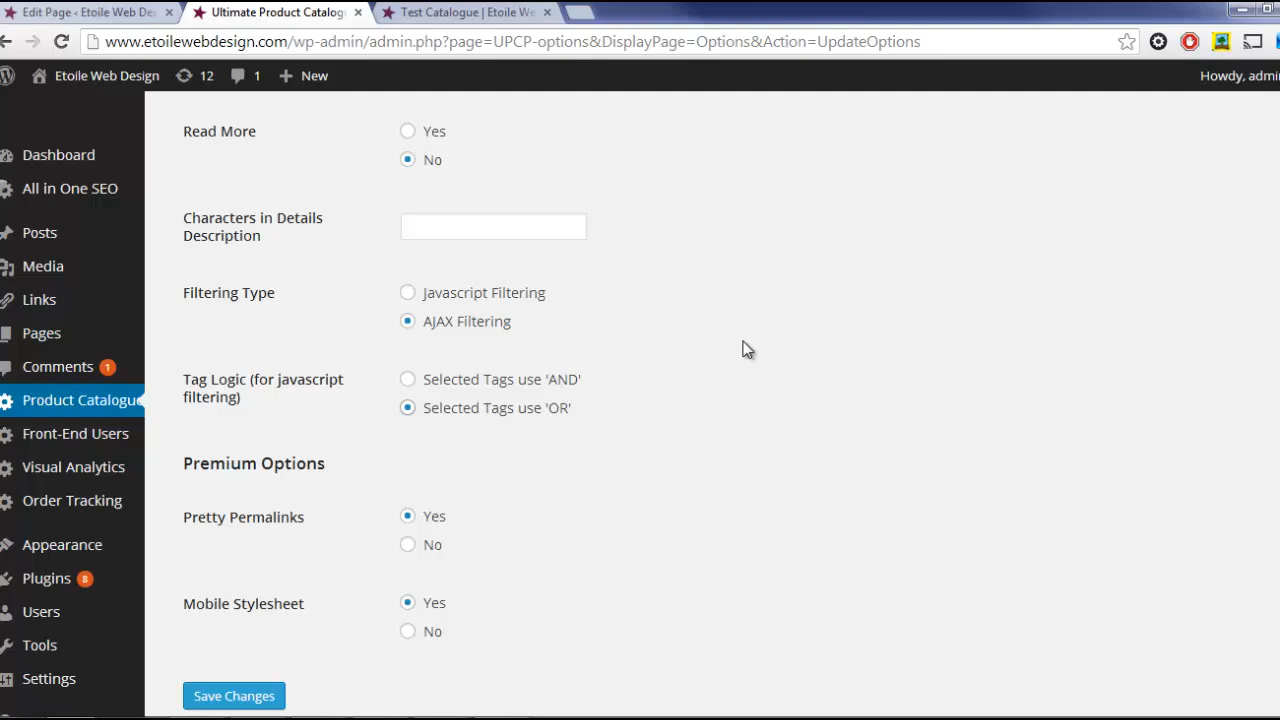 Edit Page ‹ Etoile Web De
Ultimate Product Catalog
Test Catalogue | Etoile We
www.etoilewebdesign.com/wp-admin/admin.php?page=UPCP-options&DisplayPage=Options&Action=UpdateOptions
Etoile Web Design
12
1
New
Howdy, admin
Dashboard
All in One SEO
Posts
Media
Links
Pages
Comments 1
Product Catalogue
Front-End Users
Visual Analytics
Order Tracking
Appearance
Plugins 8
Users
Tools
Settings
Read More
Yes
No
Characters in Details
Description
Filtering Type
Javascript Filtering
AJAX Filtering
Tag Logic (for javascript
filtering)
Selected Tags use 'AND'
Selected Tags use 'OR'
Premium Options
Pretty Permalinks
Yes
No
Mobile Stylesheet
Yes
No
Save Changes